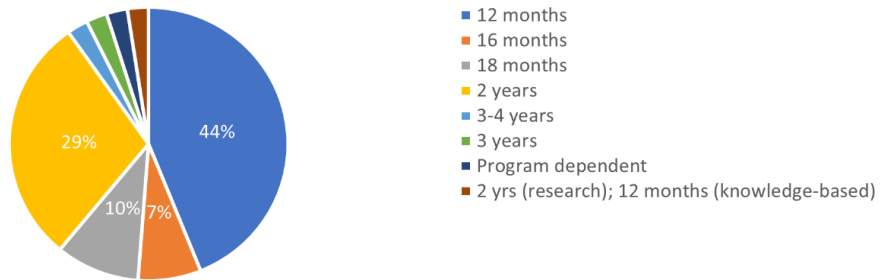 12 months
16 months
18 months
2 years
3-4 years
3 years
Program dependent
2 yrs (research); 12 months (knowledge-based)
44%
29%
10%
7%